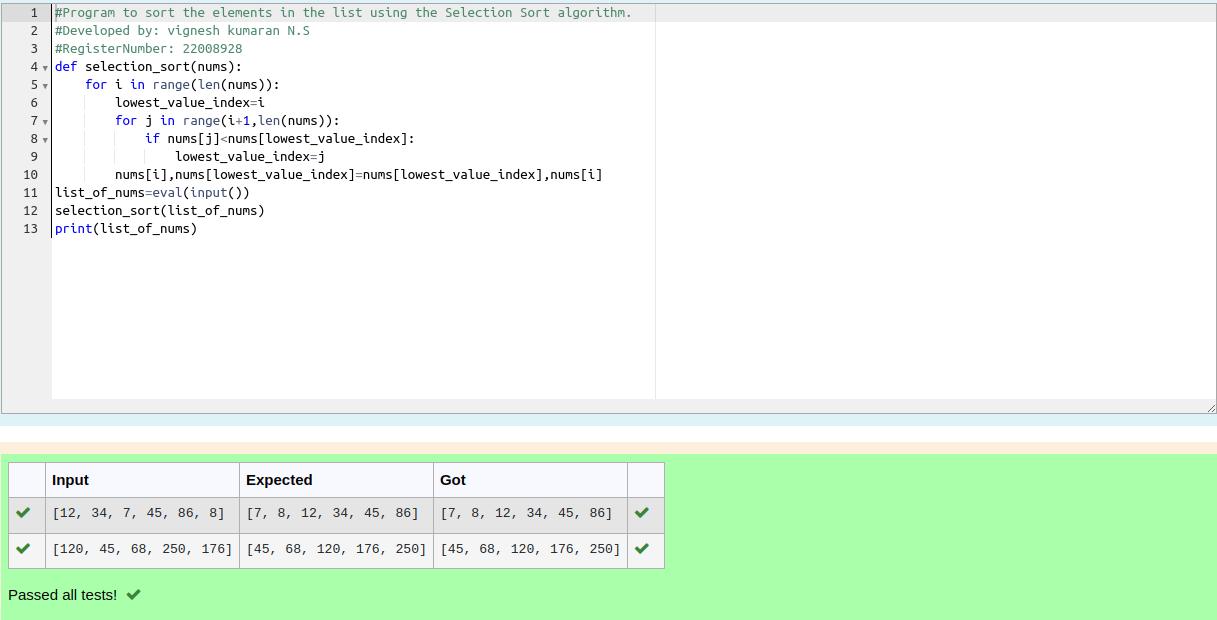 1 #Program to sort the elements in the list using the Selection Sort algorithm.
2 #Developed by: vignesh kumaran N.S
3 #RegisterNumber: 22008928
4 def selection_sort(nums):
5     for i in range(len(nums)):
6         lowest_value_index=i
7         for j in range(i+1,len(nums)):
8             if nums[j]<nums[lowest_value_index]:
9                 lowest_value_index=j
10         nums[i],nums[lowest_value_index]=nums[lowest_value_index],nums[i]
11 list_of_nums=eval(input())
12 selection_sort(list_of_nums)
13 print(list_of_nums)
Input Expected Got
[12, 34, 7, 45, 86, 8] [7, 8, 12, 34, 45, 86] [7, 8, 12, 34, 45, 86]
[120, 45, 68, 250, 176] [45, 68, 120, 176, 250] [45, 68, 120, 176, 250]
Passed all tests!